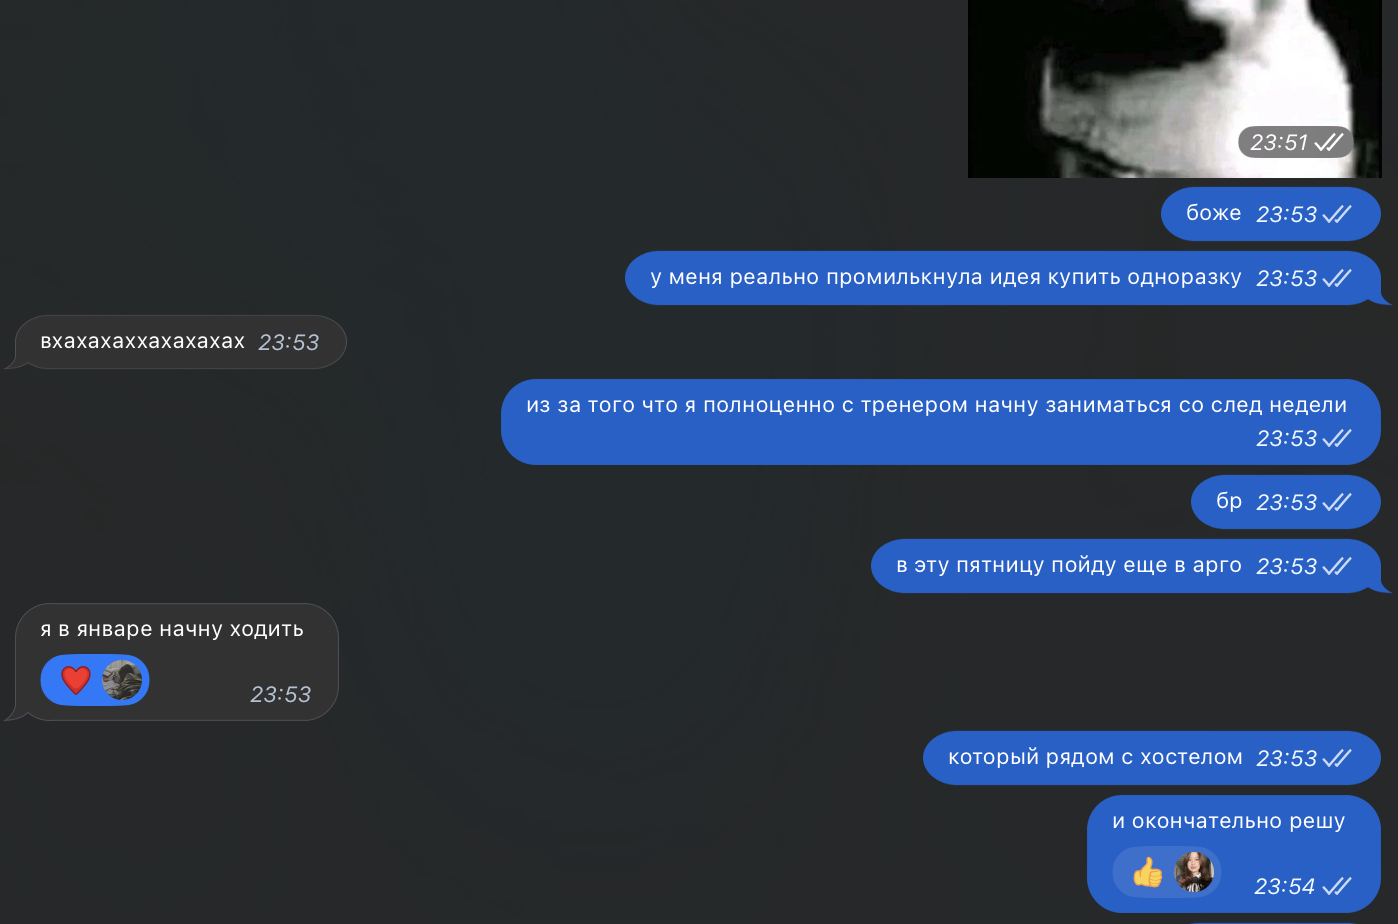 23:51
боже 23:53
у меня реально промилькнула идея купить одноразку 23:53
вхахахаххахахахах 23:53
из за того что я полноценно с тренером начну заниматься со след недели
23:53
бр 23:53
в эту пятницу пойду еще в арго 23:53
я в январе начну ходить
23:53
который рядом с хостелом 23:53
и окончательно решу
23:54